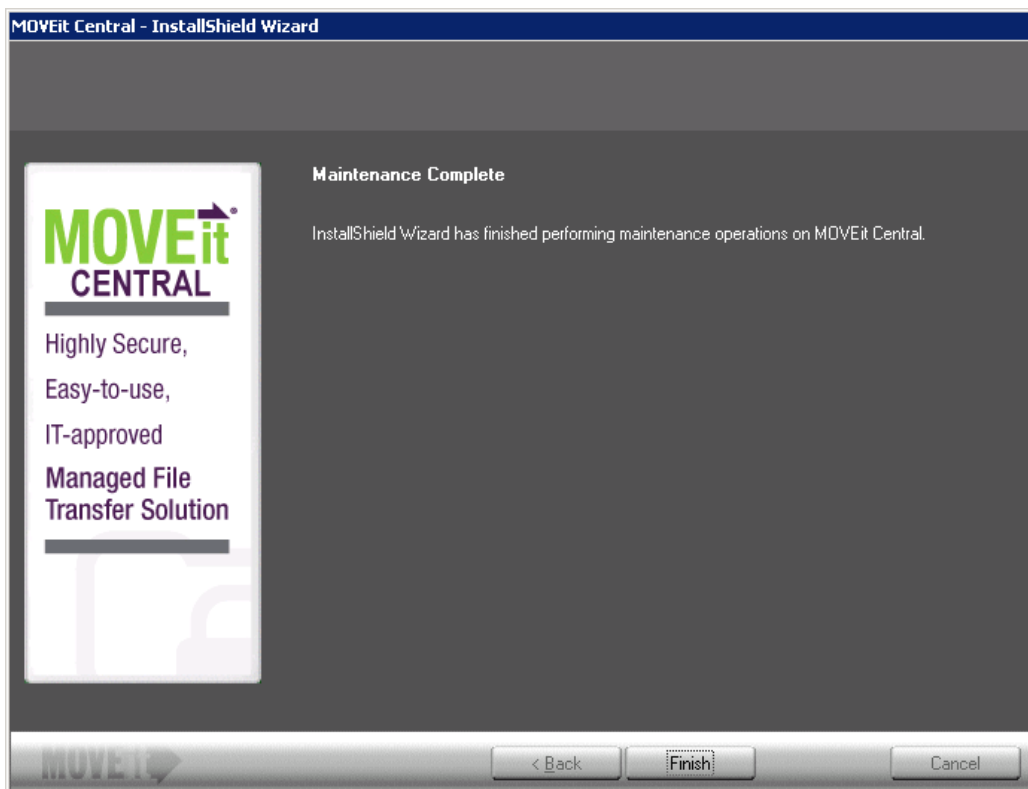 MOVEit Central - InstallShield Wizard
MOVEit
CENTRAL
Highly Secure,
Easy-to-use,
IT-approved
Managed File
Transfer Solution
Maintenance Complete
InstallShield Wizard has finished performing maintenance operations on MOVEit Central.
MOVEit
< Back
Finish
Cancel